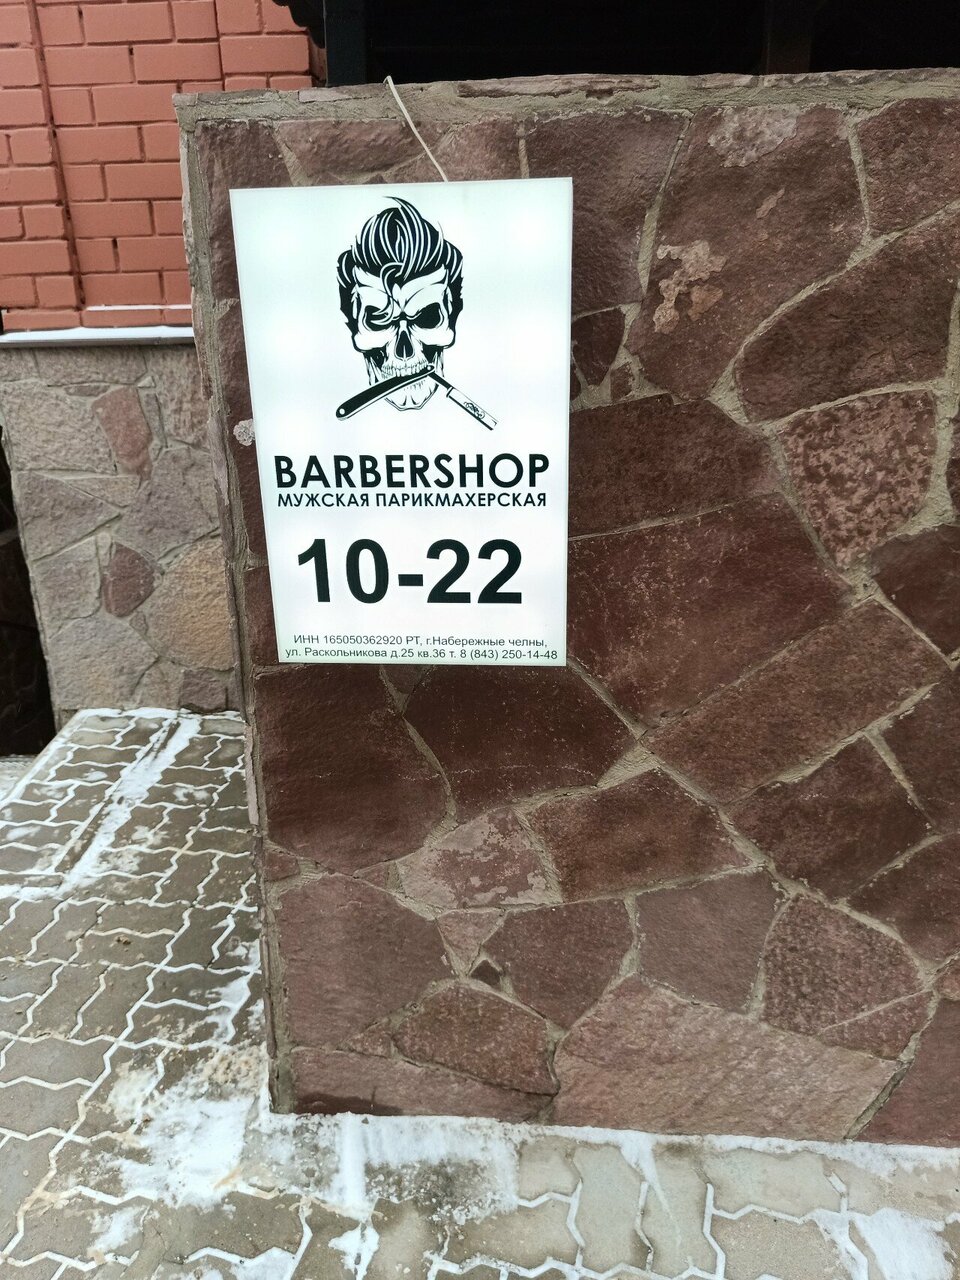 BARBERSHOP
МУЖСКАЯ ПАРИКМАХЕРСКАЯ
10-22
ИНН 165050362920 РТ, г.Набережные челны,
ул. Раскольникова д.25 кв.36 т. 8 (843) 250-14-48